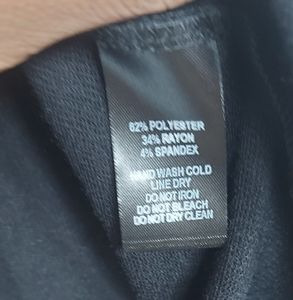 62% POLYESTER
34% RAYON
4% SPANDEX
HAND WASH COLD
LINE DRY
DO NOT IRON
DO NOT BLEACH
DO NOT DRY CLEAN